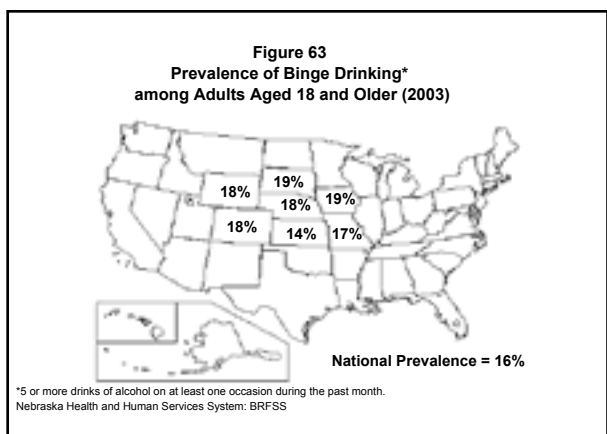 Figure 63
Prevalence of Binge Drinking*
among Adults Aged 18 and Older (2003)
19%
18%
18%
19%
18%
14%
17%
National Prevalence = 16%
*5 or more drinks of alcohol on at least one occasion during the past month.
Nebraska Health and Human Services System: BRFSS